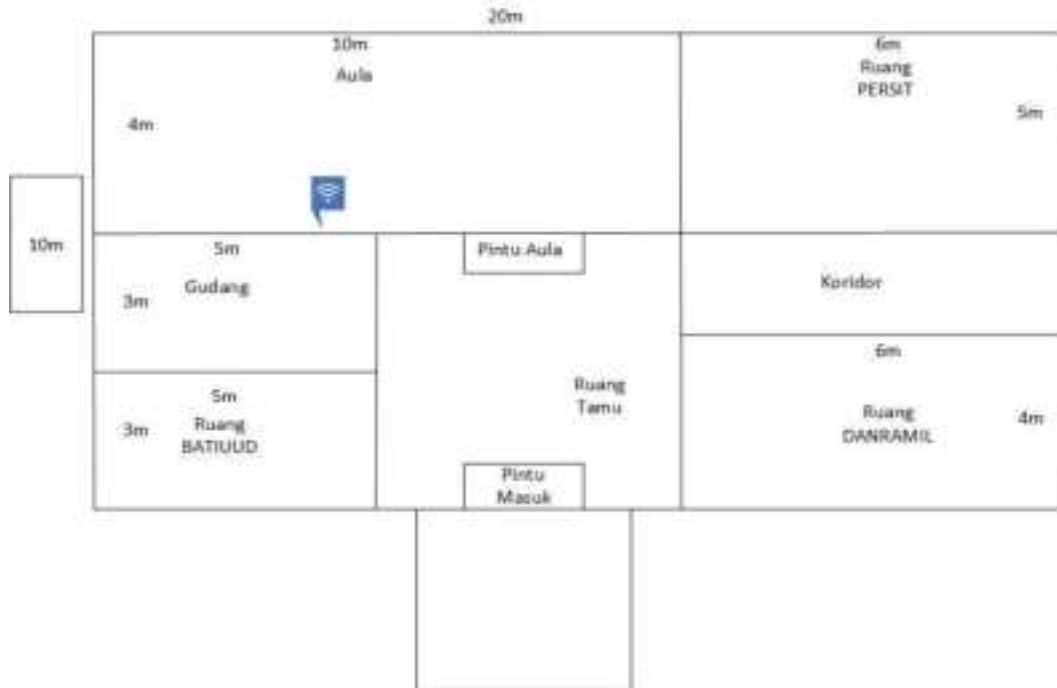 20m
10m
Aula
4m
6m
Ruang
PERSIT
5m
10m
5m
Gudang
3m
Pintu Aula
Koridor
5m
Ruang
BATIUUD
3m
Ruang
Tamu
6m
Ruang
DANRAMIL
4m
Pintu
Masuk